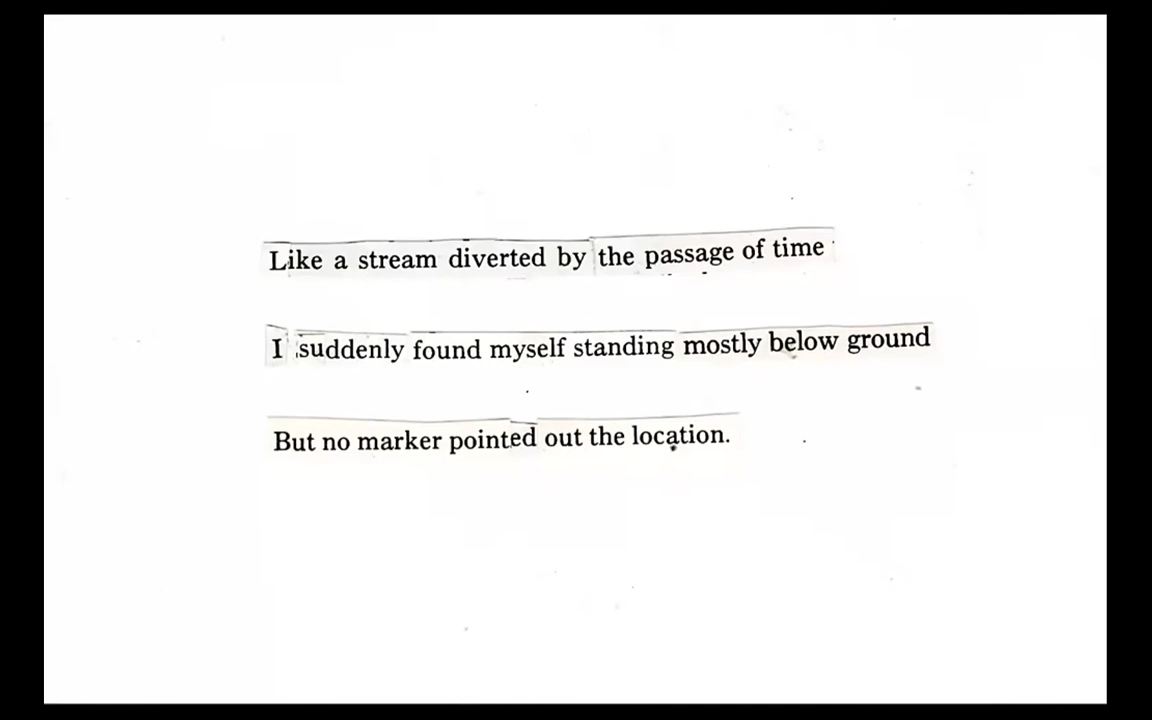 Like a stream diverted by the passage of time
I suddenly found myself standing mostly below ground
But no marker pointed out the location.